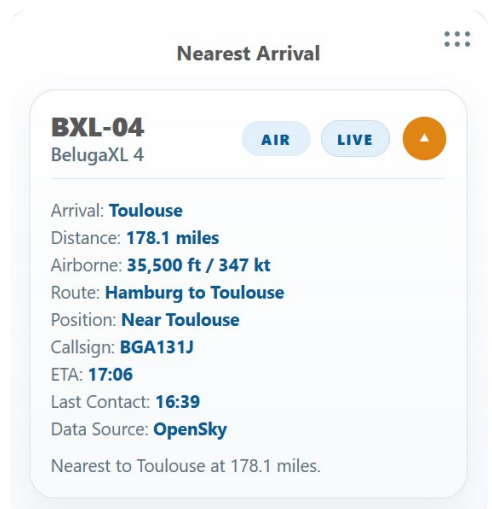 Nearest Arrival
BXL-04
BelugaXL 4
AIR
LIVE
Arrival: Toulouse
Distance: 178.1 miles
Airborne: 35,500 ft / 347 kt
Route: Hamburg to Toulouse
Position: Near Toulouse
Callsign: BGA131J
ETA: 17:06
Last Contact: 16:39
Data Source: OpenSky
Nearest to Toulouse at 178.1 miles.